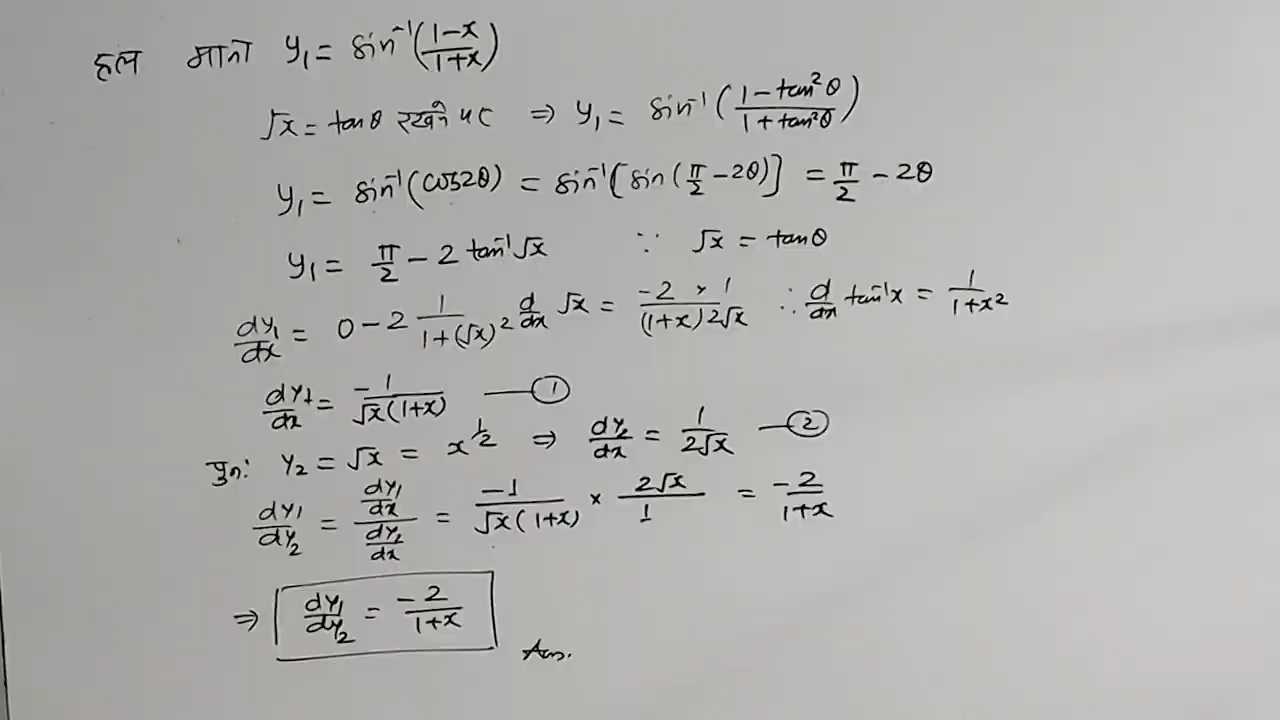 हल माना y₁ = sin⁻¹(1-x/1+x)
√x = tanθ रखने पर ⇒ y₁ = sin⁻¹(1-tan²θ/1+tan²θ)
y₁ = sin⁻¹(cos2θ) = sin⁻¹[sin(π/2-2θ)] = π/2 - 2θ
y₁ = π/2 - 2 tan⁻¹√x ∵ √x = tanθ
dy₁/dx = 0 - 2 1/1+(√x)² d/dx √x = -2 × 1/(1+x)2√x ∴ d/dx tan⁻¹x = 1/1+x²
dy₁/dx = -1/√x(1+x) —①
पुनः y₂ = √x = x^1/2 ⇒ dy₂/dx = 1/2√x —②
dy₁/dy₂ = dy₁/dx / dy₂/dx = -1/√x(1+x) × 2√x/1 = -2/1+x
⇒ dy₁/dy₂ = -2/1+x
Ans.